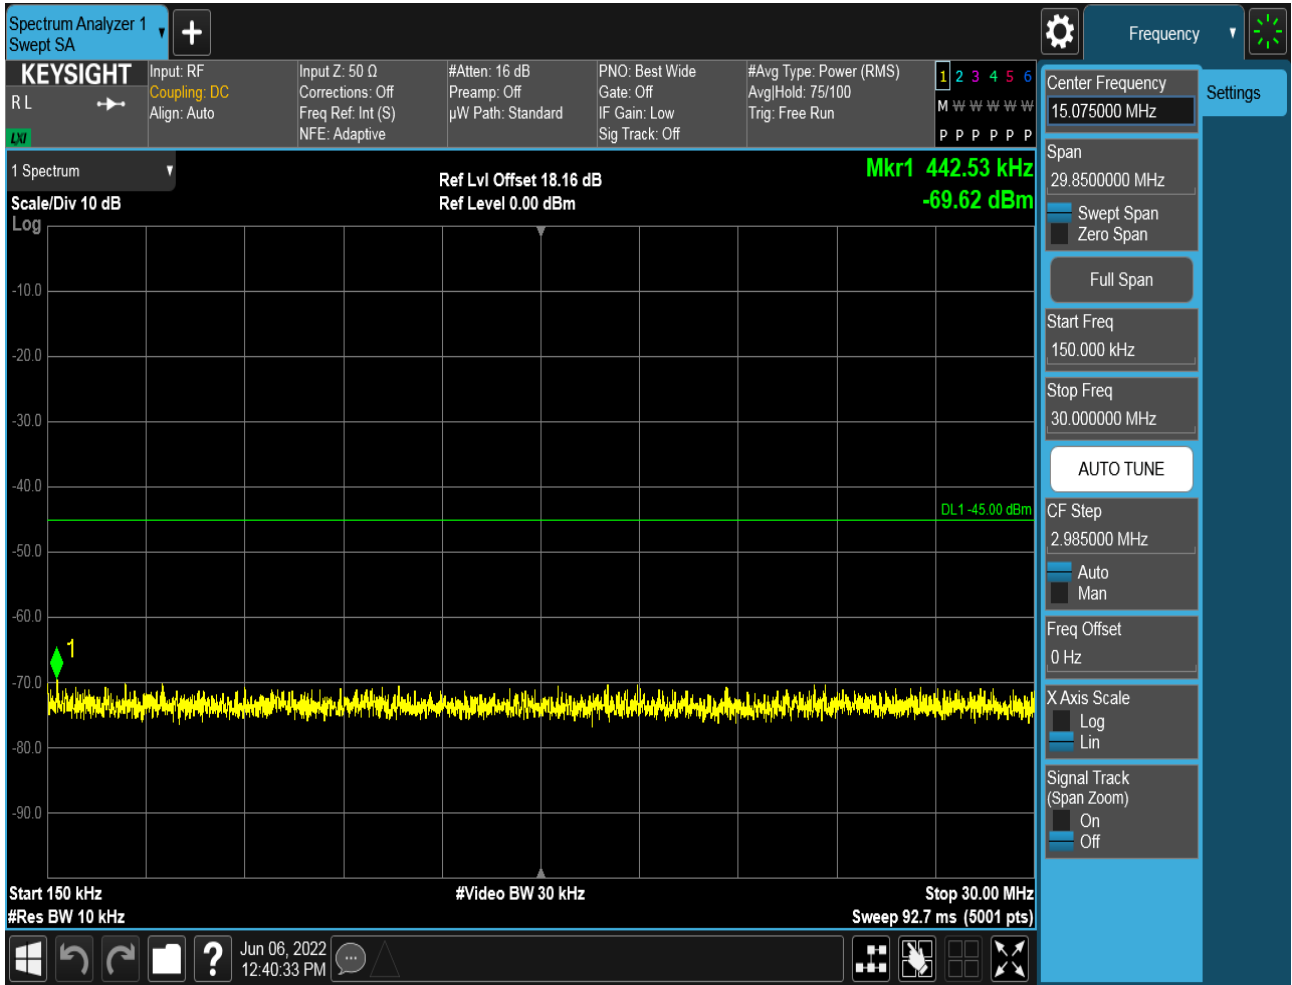 Spectrum Analyzer 1
Swept SA
Frequency
KEYSIGHT
R L
LXI
Input: RF
Coupling: DC
Align: Auto
Input Z: 50 Ω
Corrections: Off
Freq Ref: Int (S)
NFE: Adaptive
#Atten: 16 dB
Preamp: Off
µW Path: Standard
PNO: Best Wide
Gate: Off
IF Gain: Low
Sig Track: Off
#Avg Type: Power (RMS)
Avg|Hold: 75/100
Trig: Free Run
1 2 3 4 5 6
M W W W W W
P P P P P P
1 Spectrum
Scale/Div 10 dB
Ref Lvl Offset 18.16 dB
Ref Level 0.00 dBm
Mkr1 442.53 kHz
-69.62 dBm
Log
-10.0
-20.0
-30.0
-40.0
DL1 -45.00 dBm
-50.0
-60.0
1
-70.0
-80.0
-90.0
Start 150 kHz
#Video BW 30 kHz
Stop 30.00 MHz
#Res BW 10 kHz
Sweep 92.7 ms (5001 pts)
Jun 06, 2022
12:40:33 PM
Center Frequency
15.075000 MHz
Settings
Span
29.8500000 MHz
Swept Span
Zero Span
Full Span
Start Freq
150.000 kHz
Stop Freq
30.000000 MHz
AUTO TUNE
CF Step
2.985000 MHz
Auto
Man
Freq Offset
0 Hz
X Axis Scale
Log
Lin
Signal Track
(Span Zoom)
On
Off